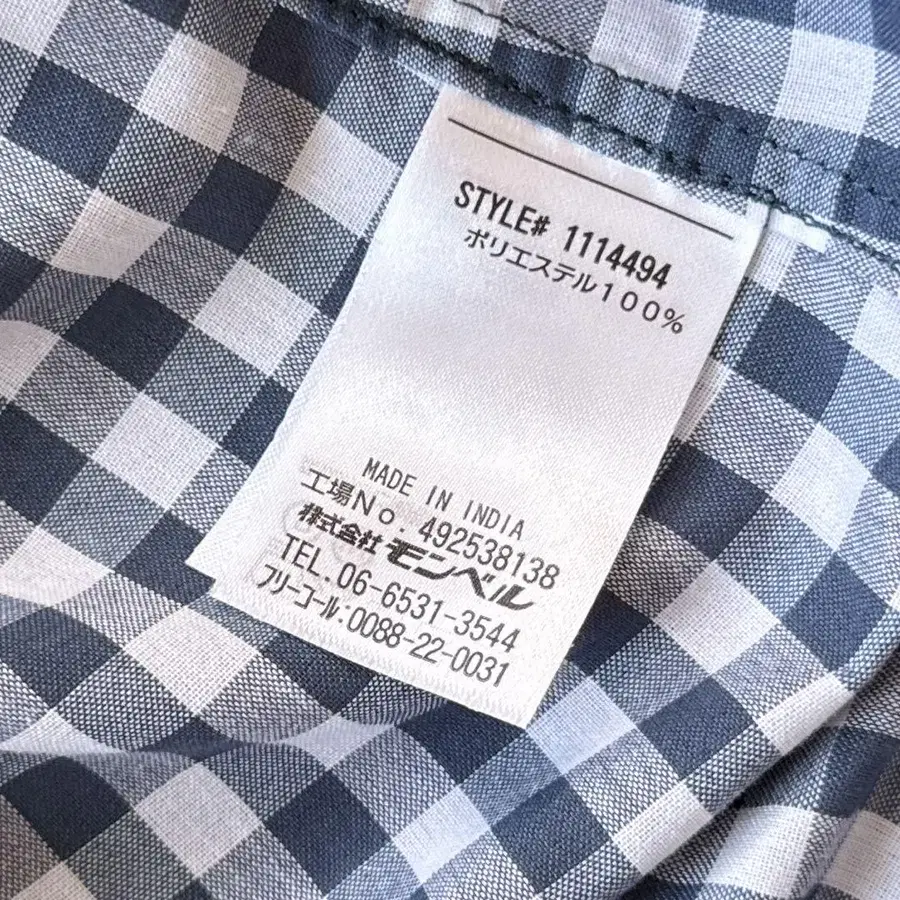 STYLE# 1114494
ポリエステル100%
MADE IN INDIA
工場No. 492538138
株式会社 モンベル
TEL. 06-6531-3544
フリーコール:0088-22-0031